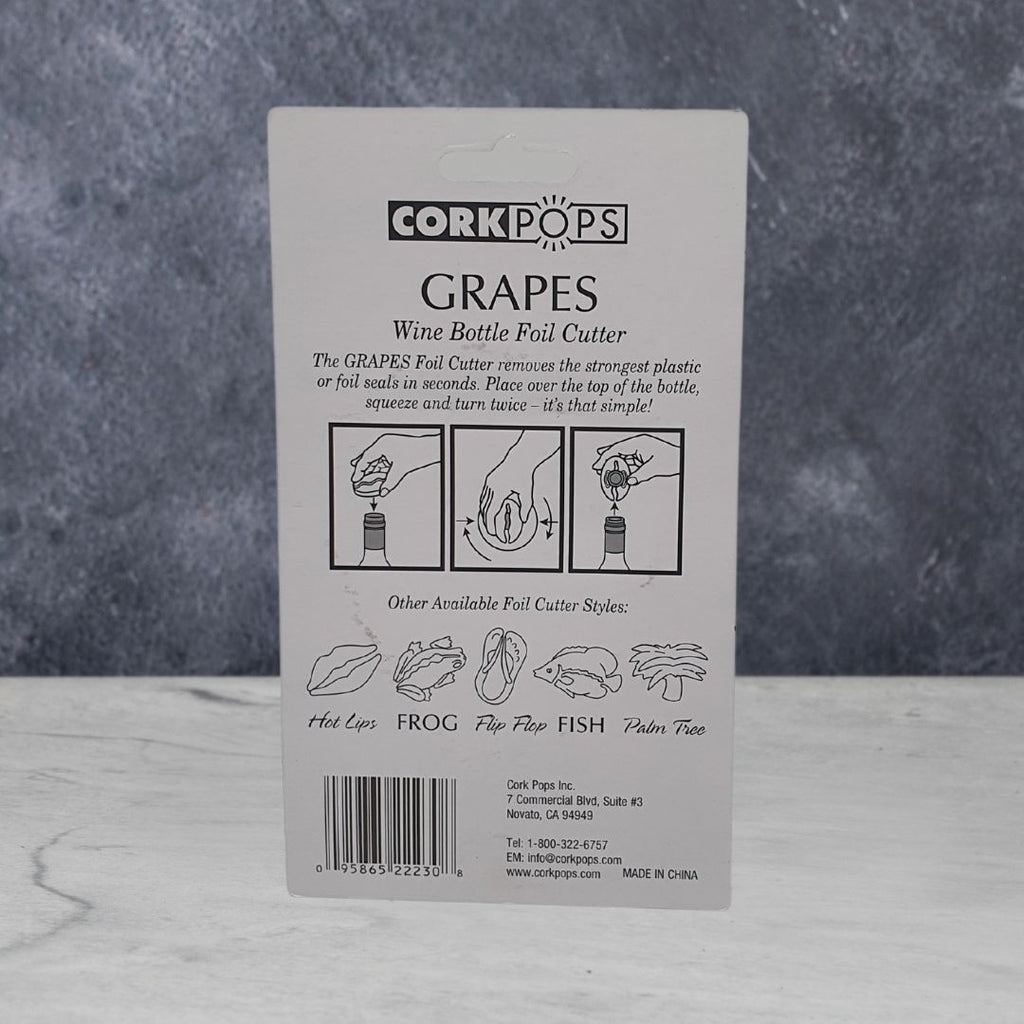 CORKPOPS
GRAPES
Wine Bottle Foil Cutter
The GRAPES Foil Cutter removes the strongest plastic
or foil seals in seconds. Place over the top of the bottle,
squeeze and turn twice – it's that simple!
Other Available Foil Cutter Styles:
Hot Lips FROG Flip Flop FISH Palm Tree
Cork Pops Inc.
7 Commercial Blvd, Suite #3
Novato, CA 94949
Tel: 1-800-322-6757
EM: info@corkpops.com
www.corkpops.com MADE IN CHINA
0 95865 22230 8